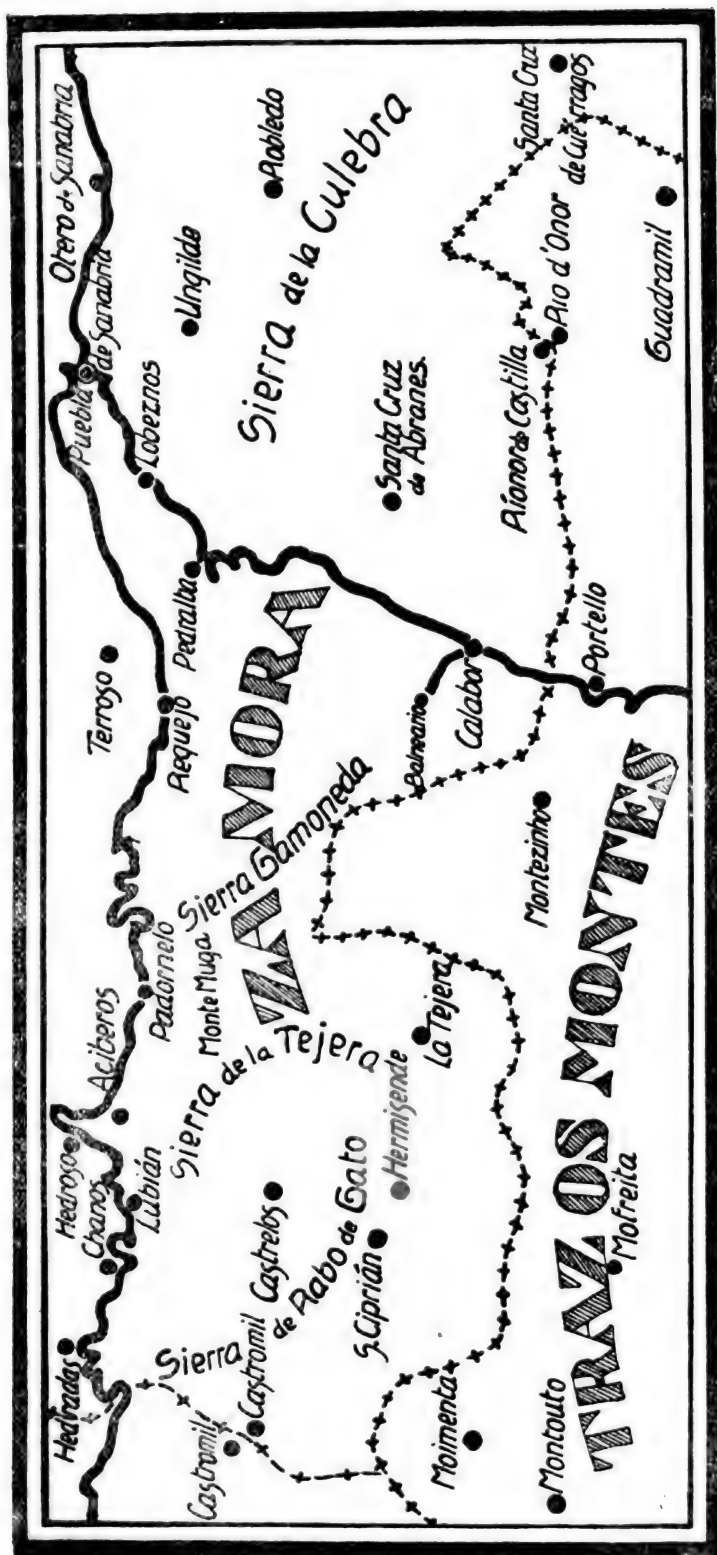 Otero de Sanabria
Puebla
de Sanabria
Lobeznos
Ungilde
Robledo
Sierra de la Culebra
Terroso
Requejo
Pedralba
Santa Cruz
de Abranes.
Hedradas
Chanos
Hedroso
Lubián
Aciberos
Padornelo
Monte Muga
Sierra Gamoneda
ZAMORA
Sierra de la Tejera
Castromil
Castromil
Sierra
de Rabo de Gato
Castrelos
S. Ciprián
Hermisende
La Tejera
Balneario
Calabor
Rionor de Castilla
Rio d'Onor
Santa Cruz
de Cuérragos
Moimenta
Montouto
Mofreita
Montezinho
Portello
Guadramil
TRAZ OS MONTES